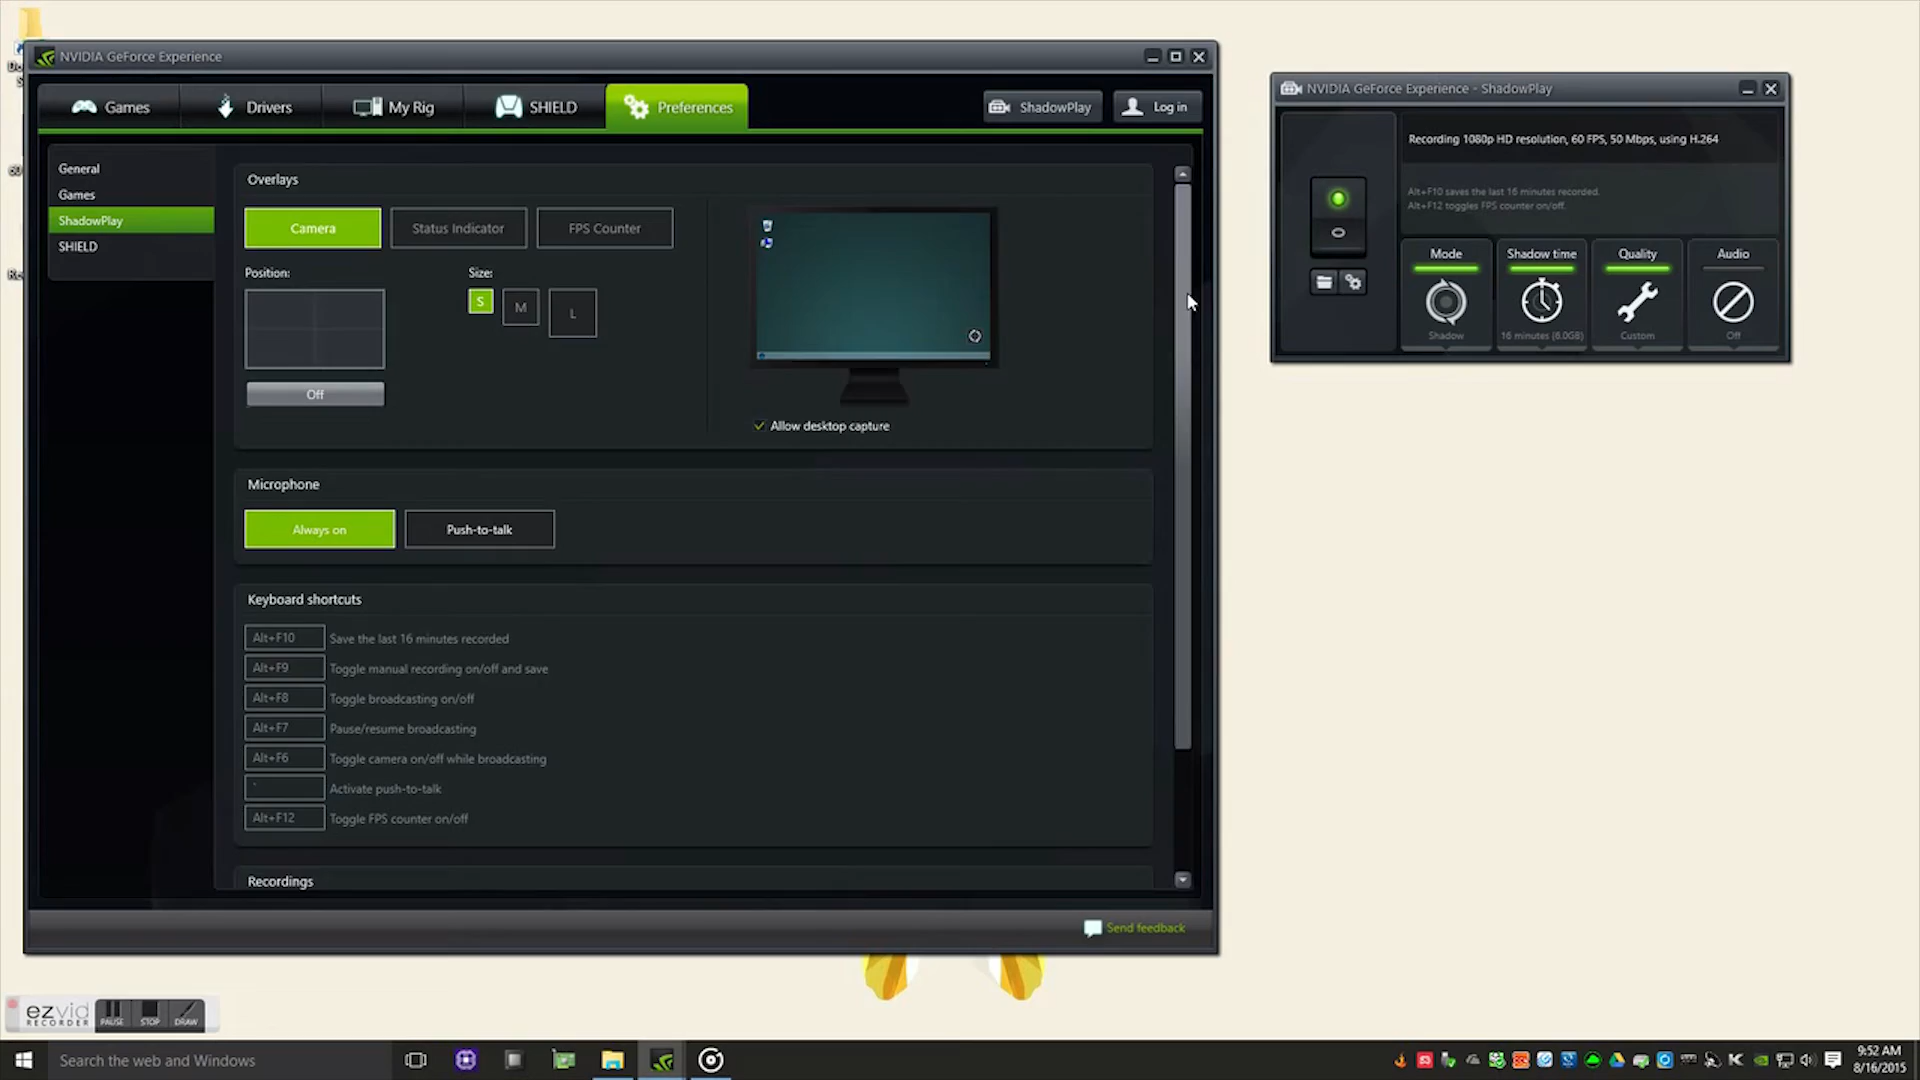 NVIDIA GeForce Experience
Games
Drivers
My Rig
SHIELD
Preferences
ShadowPlay
Log in
General
Games
ShadowPlay
SHIELD
Overlays
Camera
Status Indicator
FPS Counter
Position:
Size:
S
M
L
Off
Allow desktop capture
Microphone
Always on
Push-to-talk
Keyboard shortcuts
Alt+F10 Save the last 16 minutes recorded
Alt+F9 Toggle manual recording on/off and save
Alt+F8 Toggle broadcasting on/off
Alt+F7 Pause/resume broadcasting
Alt+F6 Toggle camera on/off while broadcasting
` Activate push-to-talk
Alt+F12 Toggle FPS counter on/off
Recordings
Send feedback
NVIDIA GeForce Experience - ShadowPlay
Recording 1080p HD resolution, 60 FPS, 50 Mbps, using H.264
Alt+F10 saves the last 16 minutes recorded.
Alt+F12 toggles FPS counter on/off.
Mode
Shadow time
Quality
Audio
Shadow
16 minutes (6.0GB)
Custom
Off
ezvid
RECORDER
PAUSE
STOP
DRAW
Search the web and Windows
9:52 AM
8/16/2015